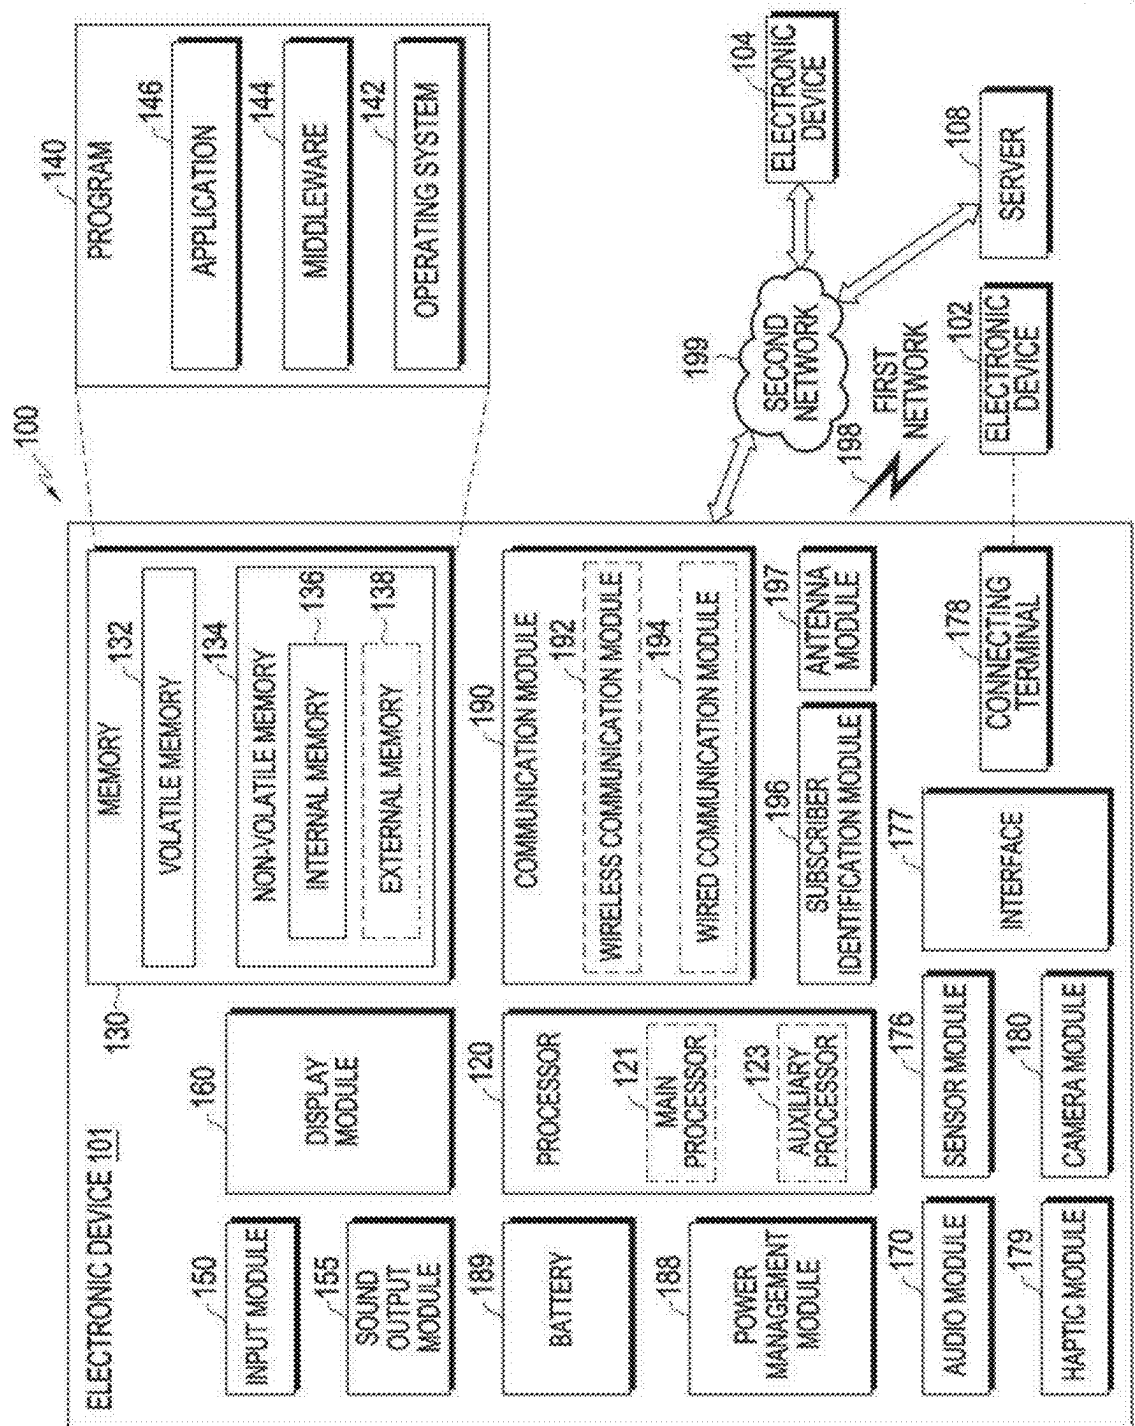 100
ELECTRONIC DEVICE 101
150
INPUT MODULE
155
SOUND
OUTPUT
MODULE
189
BATTERY
188
POWER
MANAGEMENT
MODULE
170
AUDIO MODULE
179
HAPTIC MODULE
160
DISPLAY
MODULE
120
PROCESSOR
121
MAIN
PROCESSOR
123
AUXILIARY
PROCESSOR
176
SENSOR MODULE
180
CAMERA MODULE
130
MEMORY
132
VOLATILE MEMORY
134
NON-VOLATILE MEMORY
136
INTERNAL MEMORY
138
EXTERNAL MEMORY
190
COMMUNICATION MODULE
192
WIRELESS COMMUNICATION MODULE
194
WIRED COMMUNICATION MODULE
196
SUBSCRIBER
IDENTIFICATION MODULE
197
ANTENNA
MODULE
177
INTERFACE
178
CONNECTING
TERMINAL
140
PROGRAM
146
APPLICATION
144
MIDDLEWARE
142
OPERATING SYSTEM
199
SECOND
NETWORK
104
ELECTRONIC
DEVICE
198
FIRST
NETWORK
108
SERVER
102
ELECTRONIC
DEVICE